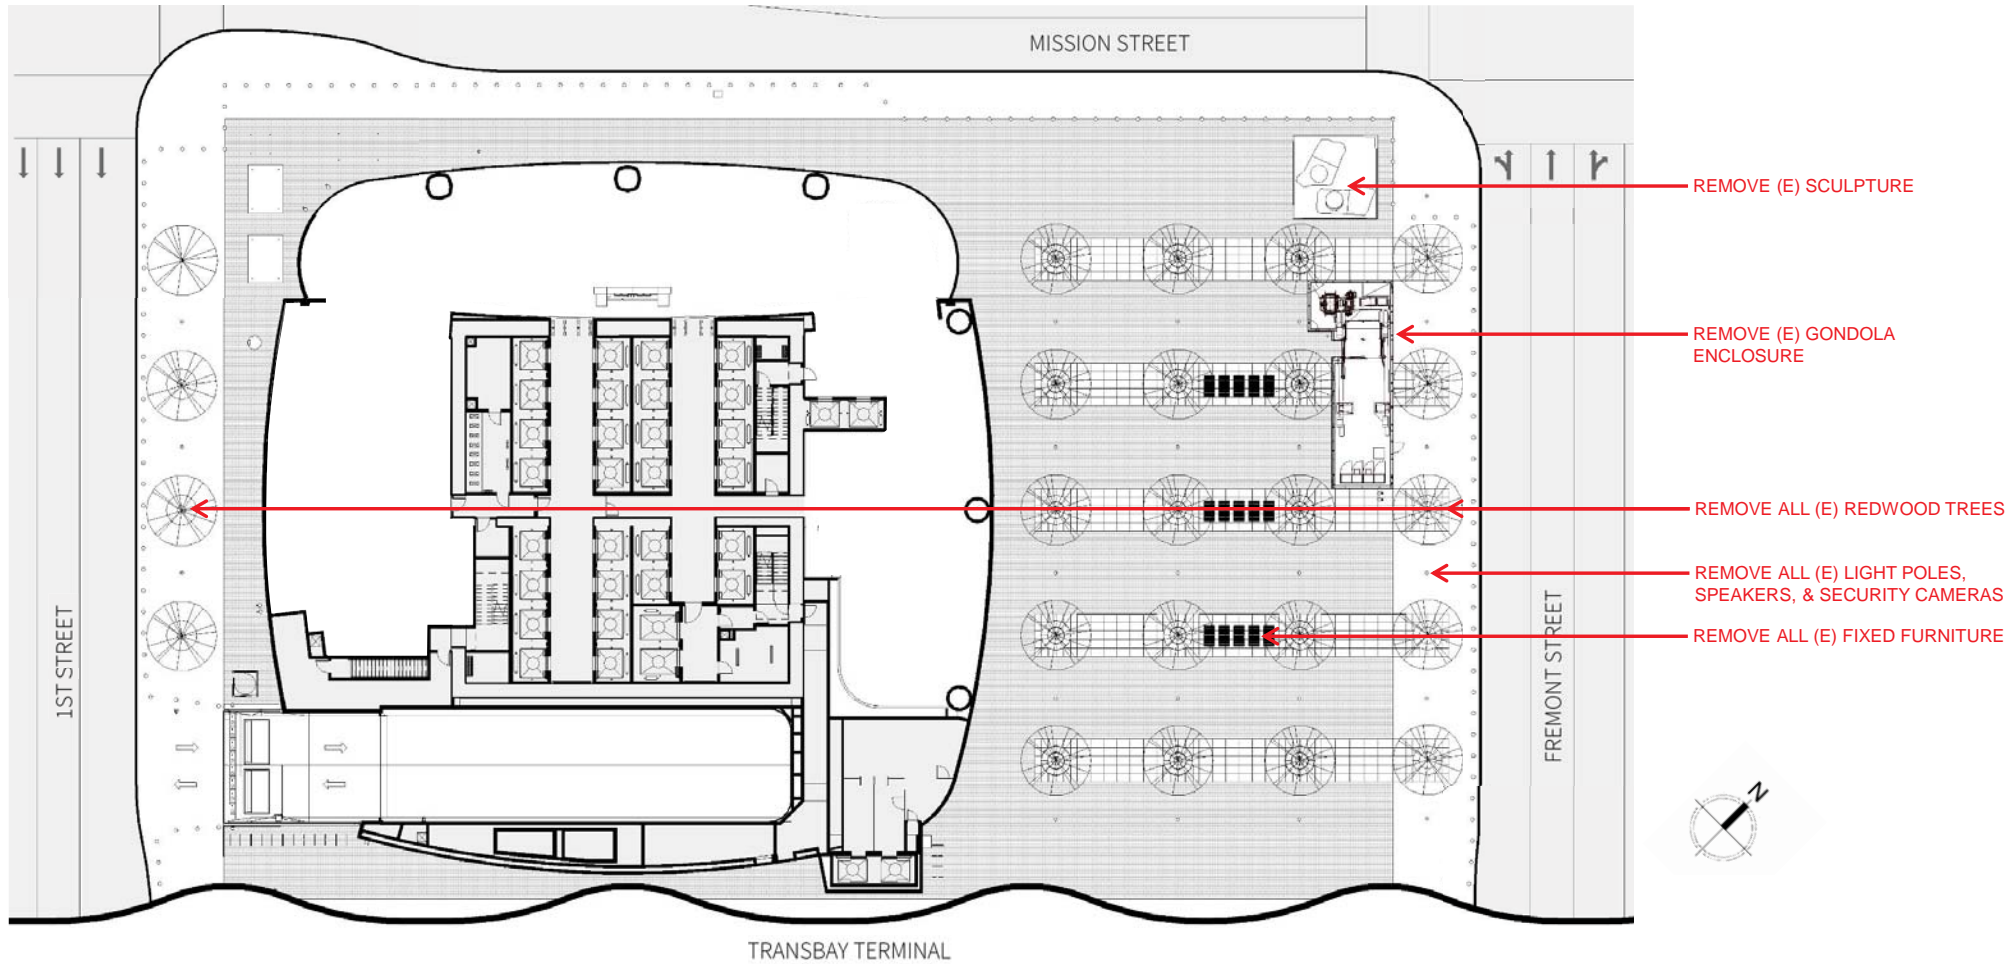 MISSION STREET
REMOVE (E) SCULPTURE
REMOVE (E) GONDOLA
ENCLOSURE
REMOVE ALL (E) REDWOOD TREES
REMOVE ALL (E) LIGHT POLES,
SPEAKERS, & SECURITY CAMERAS
REMOVE ALL (E) FIXED FURNITURE
1ST STREET
FREMONT STREET
N
TRANSBAY TERMINAL